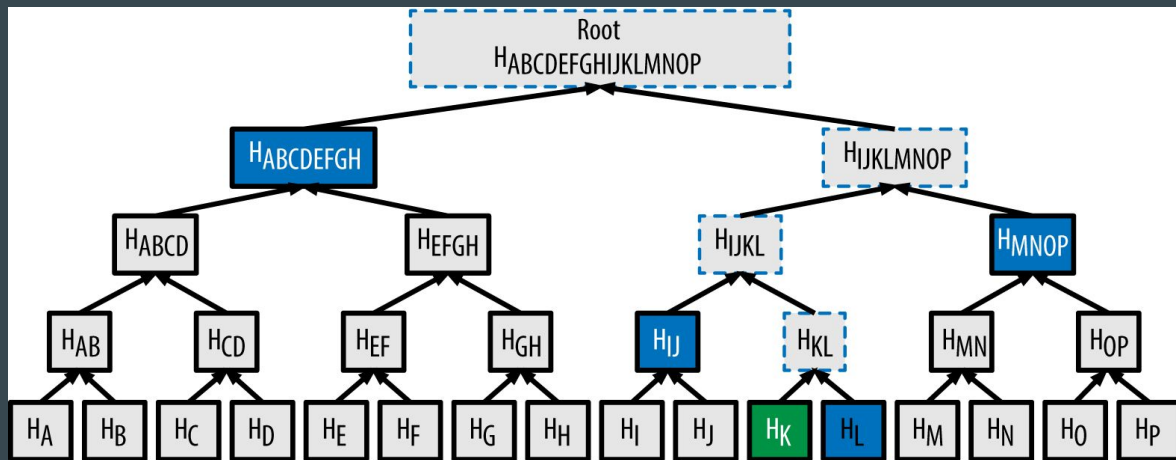 Root
HABCDEFGHIJKLMNOP
HABCDEFGH
HIJKLMNOP
HABCD
HEFGH
HIJKL
HMNOP
HAB
HCD
HEF
HGH
HIJ
HKL
HMN
HOP
HA
HB
HC
HD
HE
HF
HG
HH
HI
HJ
HK
HL
HM
HN
HO
HP